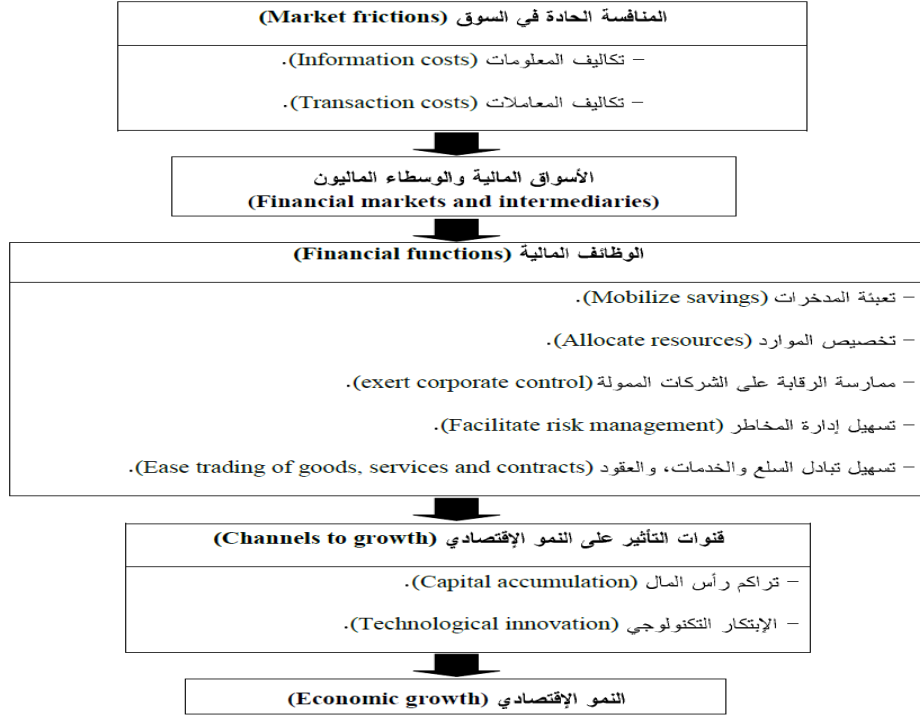 المنافسة الحادة في السوق (Market frictions)
– تكاليف المعلومات (Information costs).
– تكاليف المعاملات (Transaction costs).
الأسواق المالية والوسطاء الماليون
(Financial markets and intermediaries)
الوظائف المالية (Financial functions)
– تعبئة المدخرات (Mobilize savings).
– تخصيص الموارد (Allocate resources).
– ممارسة الرقابة على الشركات الممولة (exert corporate control).
– تسهيل إدارة المخاطر (Facilitate risk management).
– تسهيل تبادل السلع والخدمات، والعقود (Ease trading of goods, services and contracts).
قنوات التأثير على النمو الإقتصادي (Channels to growth)
– تراكم رأس المال (Capital accumulation).
– الإبتكار التكنولوجي (Technological innovation).
النمو الإقتصادي (Economic growth)